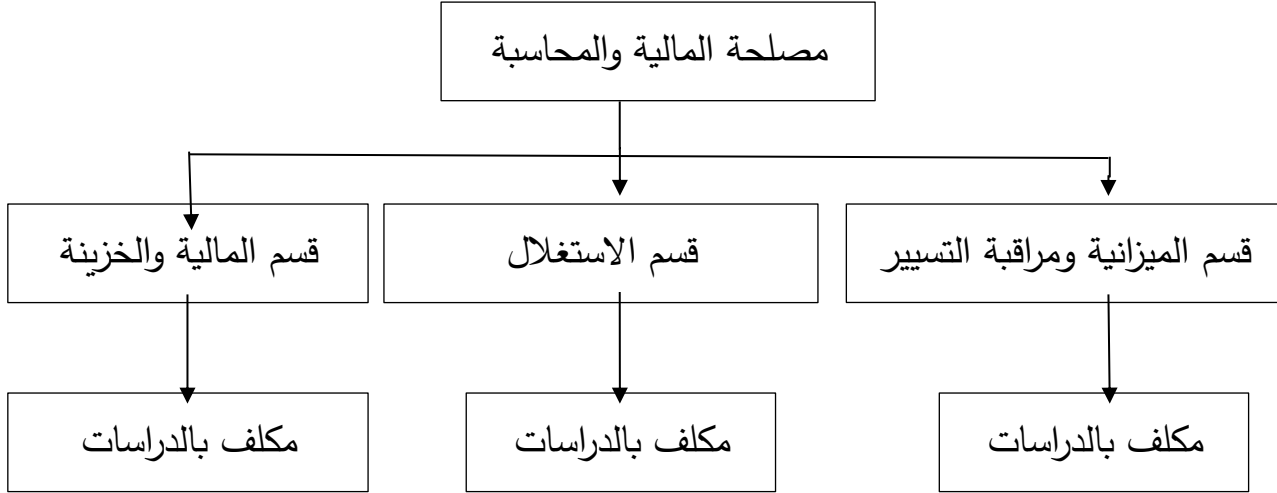 مصلحة المالية والمحاسبة
قسم الميزانية ومراقبة التسيير
قسم الاستغلال
قسم المالية والخزينة
مكلف بالدراسات
مكلف بالدراسات
مكلف بالدراسات